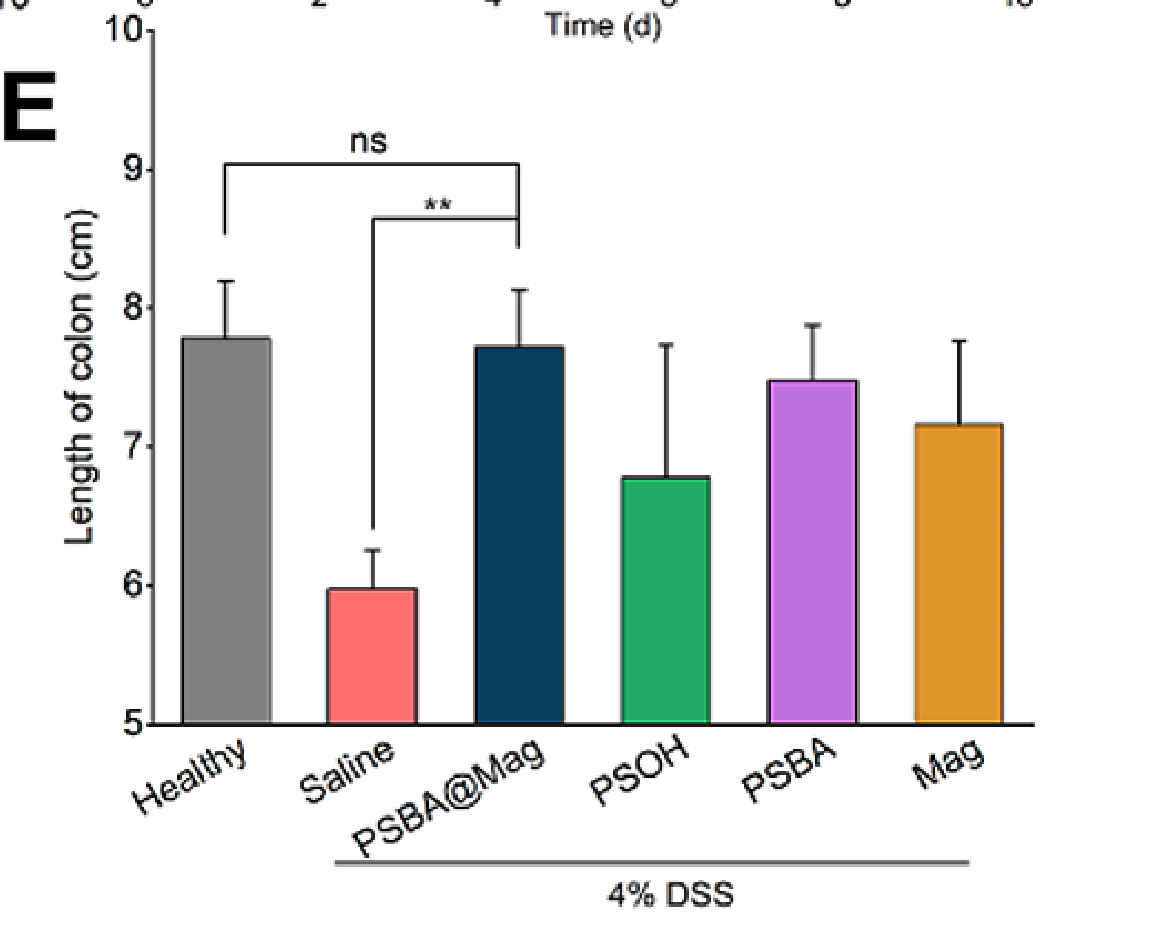 Time (d)
E
10
ns
9
**
8
Length of colon (cm)
7
6
5
Healthy Saline PSBA@Mag PSOH PSBA Mag
4% DSS